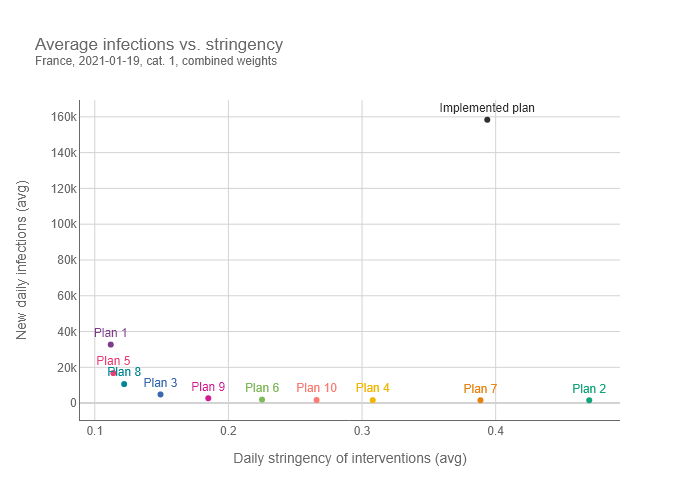 Average infections vs. stringency
France, 2021-01-19, cat. 1, combined weights
Implemented plan
160k
140k
120k
100k
80k
60k
40k
20k
0
New daily infections (avg)
Plan 1
Plan 5
Plan 8
Plan 3
Plan 9
Plan 6
Plan 10
Plan 4
Plan 7
Plan 2
0.1
0.2
0.3
0.4
Daily stringency of interventions (avg)